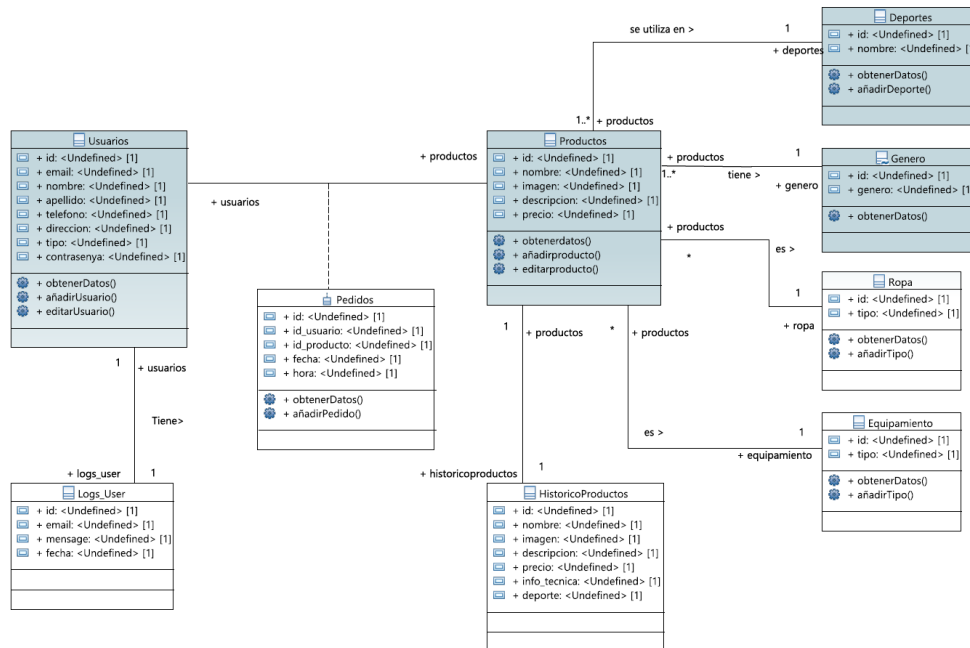 Deportes
+ id: <Undefined> [1]
+ nombre: <Undefined> [1]
+ obtenerDatos()
+ añadirDeporte()
se utiliza en >
1
+ deportes
1..*
+ productos
Usuarios
+ id: <Undefined> [1]
+ email: <Undefined> [1]
+ nombre: <Undefined> [1]
+ apellido: <Undefined> [1]
+ telefono: <Undefined> [1]
+ direccion: <Undefined> [1]
+ tipo: <Undefined> [1]
+ contrasenya: <Undefined> [1]
+ obtenerDatos()
+ añadirUsuario()
+ editarUsuario()
+ productos
+ usuarios
Productos
+ id: <Undefined> [1]
+ nombre: <Undefined> [1]
+ imagen: <Undefined> [1]
+ descripcion: <Undefined> [1]
+ precio: <Undefined> [1]
+ obtenerdatos()
+ añadirproducto()
+ editarproducto()
+ productos
1
1..*
tiene >
+ genero
Genero
+ id: <Undefined> [1]
+ genero: <Undefined> [1]
+ obtenerDatos()
+ productos
*
es >
1
+ ropa
Ropa
+ id: <Undefined> [1]
+ tipo: <Undefined> [1]
+ obtenerDatos()
+ añadirTipo()
Pedidos
+ id: <Undefined> [1]
+ id_usuario: <Undefined> [1]
+ id_producto: <Undefined> [1]
+ fecha: <Undefined> [1]
+ hora: <Undefined> [1]
+ obtenerDatos()
+ añadirPedido()
1
+ productos
*
+ productos
1
+ usuarios
Tiene>
+ logs_user
1
es >
1
+ equipamiento
Equipamiento
+ id: <Undefined> [1]
+ tipo: <Undefined> [1]
+ obtenerDatos()
+ añadirTipo()
+ historicoproductos
1
Logs_User
+ id: <Undefined> [1]
+ email: <Undefined> [1]
+ mensage: <Undefined> [1]
+ fecha: <Undefined> [1]
HistoricoProductos
+ id: <Undefined> [1]
+ nombre: <Undefined> [1]
+ imagen: <Undefined> [1]
+ descripcion: <Undefined> [1]
+ precio: <Undefined> [1]
+ info_tecnica: <Undefined> [1]
+ deporte: <Undefined> [1]